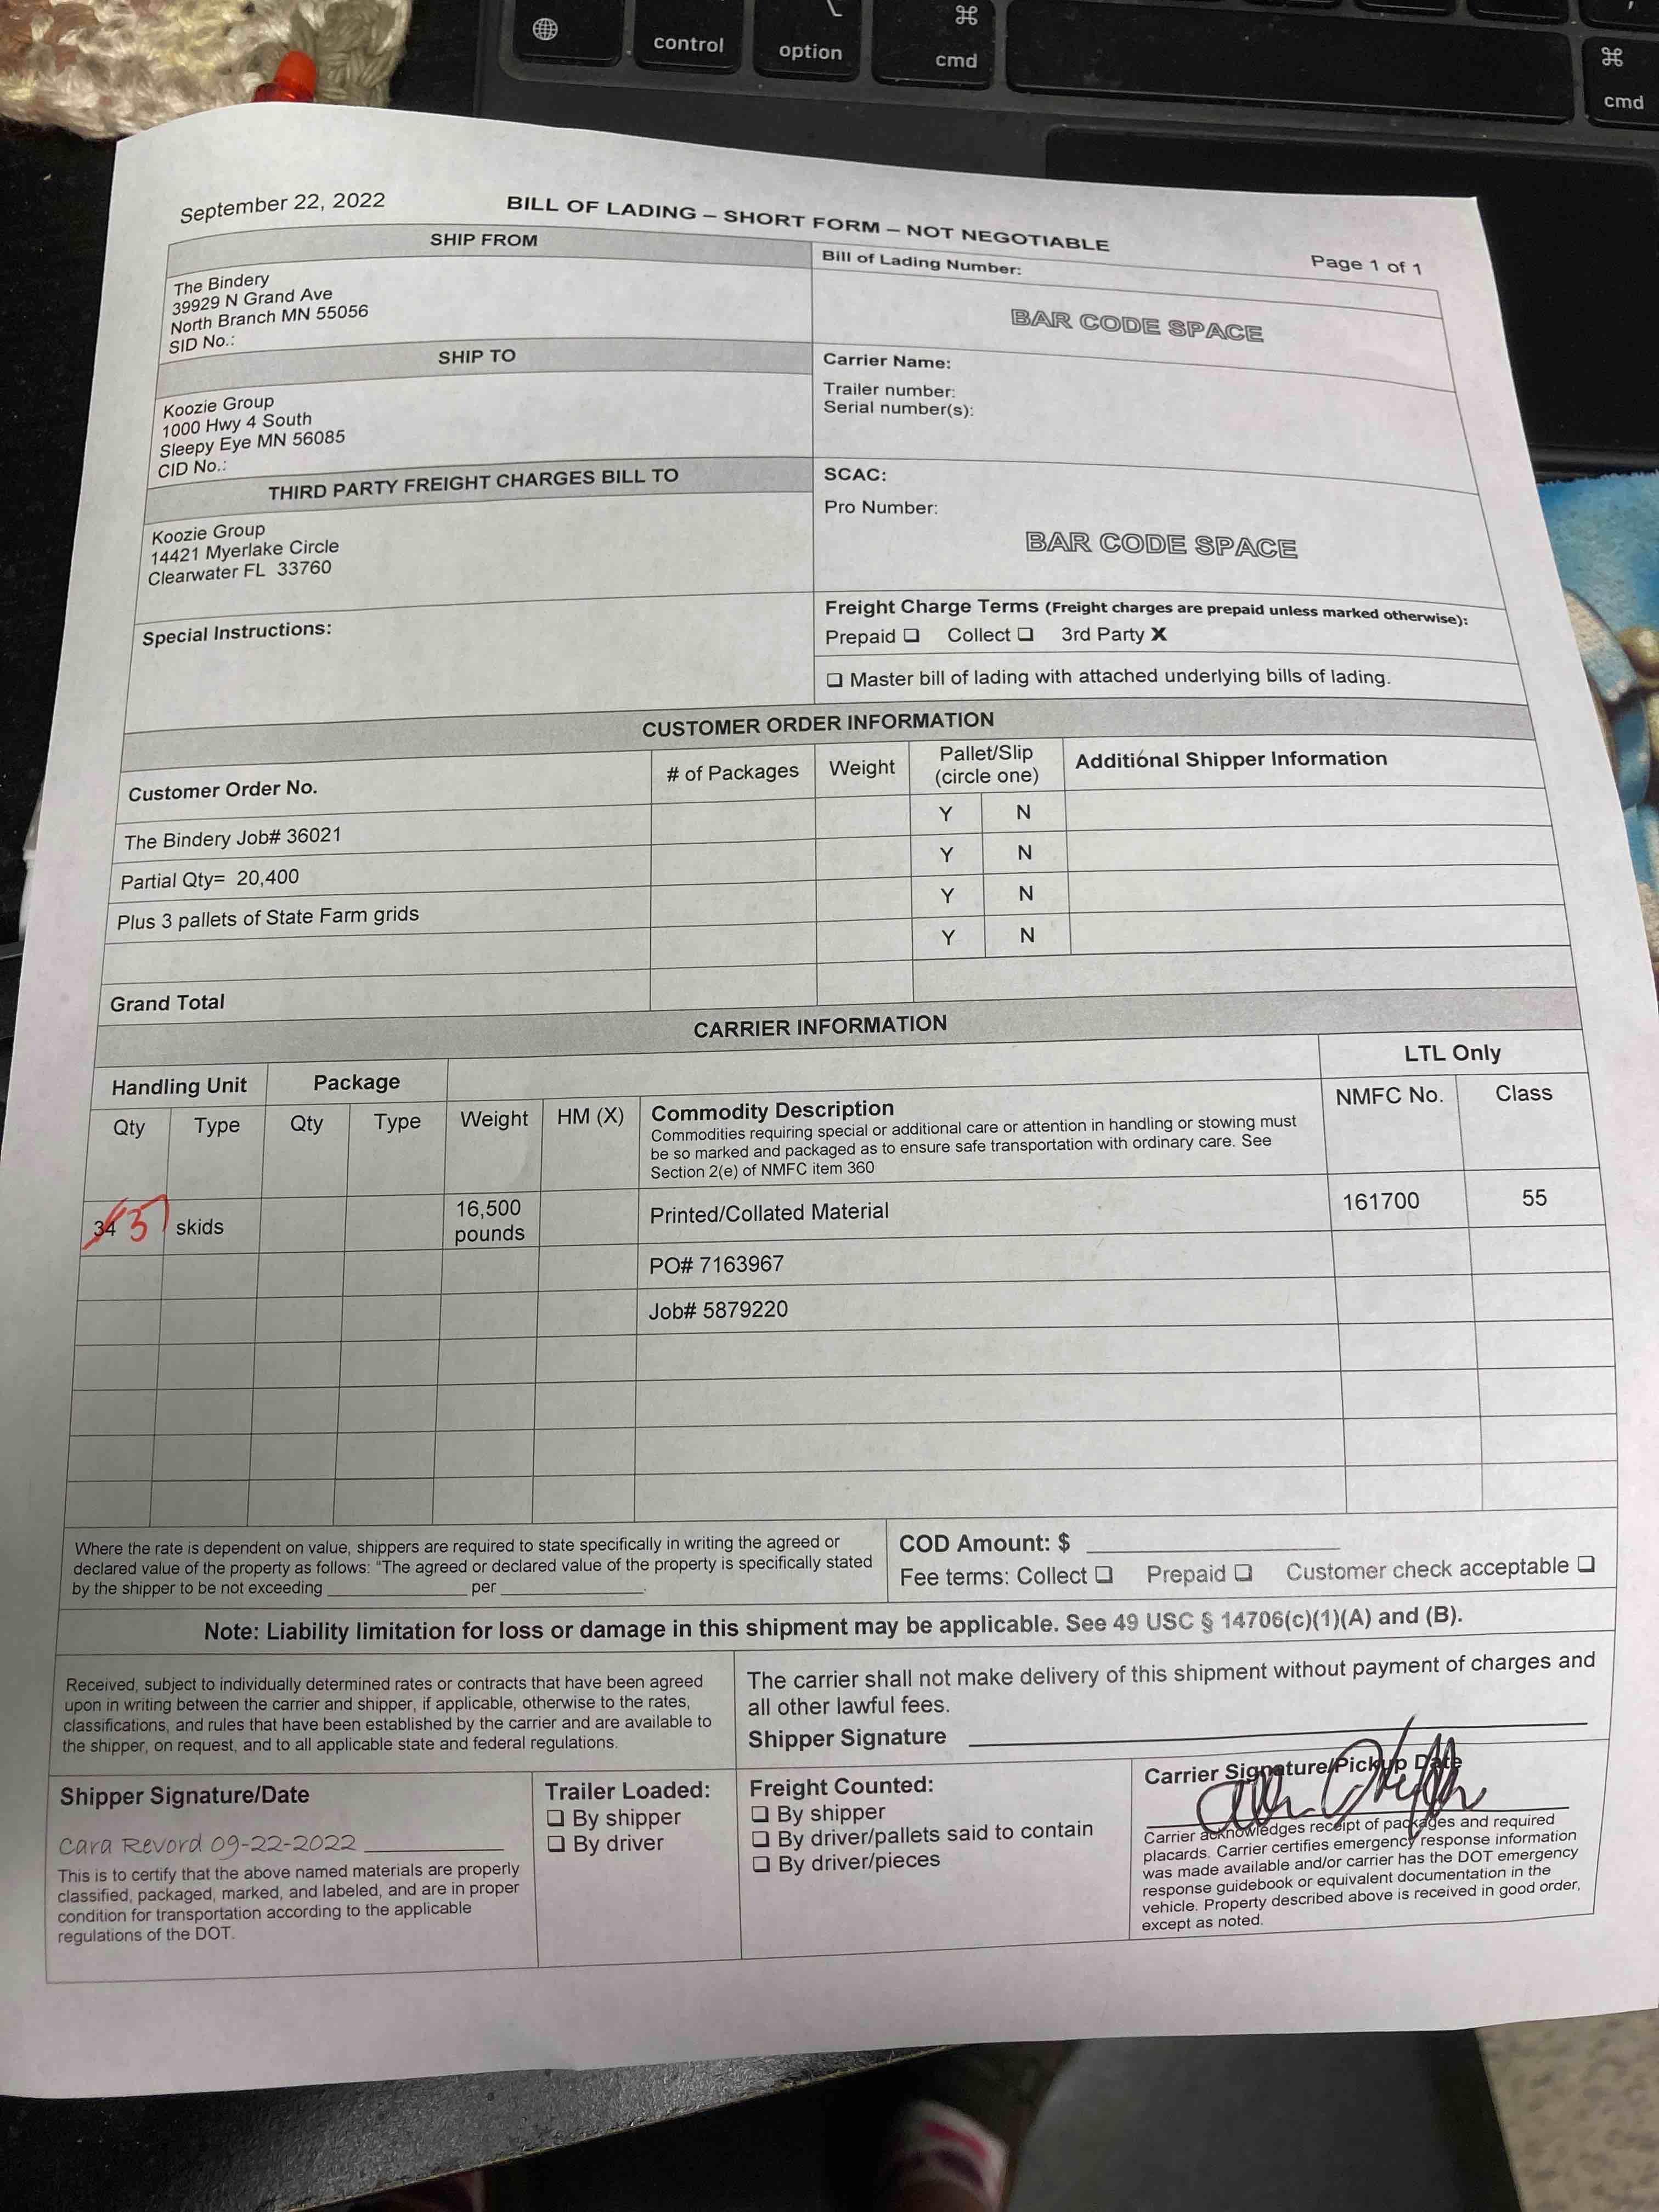 control
option
cmd
cmd
September 22, 2022
BILL OF LADING – SHORT FORM – NOT NEGOTIABLE
Page 1 of 1
SHIP FROM
The Bindery
39929 N Grand Ave
North Branch MN 55056
SID No.:
Bill of Lading Number:
BAR CODE SPACE
SHIP TO
Koozie Group
1000 Hwy 4 South
Sleepy Eye MN 56085
CID No.:
Carrier Name:
Trailer number:
Serial number(s):
THIRD PARTY FREIGHT CHARGES BILL TO
Koozie Group
14421 Myerlake Circle
Clearwater FL 33760
SCAC:
Pro Number:
BAR CODE SPACE
Special Instructions:
Freight Charge Terms (Freight charges are prepaid unless marked otherwise):
Prepaid ❑ Collect ❑ 3rd Party X
❑ Master bill of lading with attached underlying bills of lading.
CUSTOMER ORDER INFORMATION
Customer Order No. # of Packages Weight Pallet/Slip (circle one) Additional Shipper Information
The Bindery Job# 36021 Y N
Partial Qty= 20,400 Y N
Plus 3 pallets of State Farm grids Y N
Y N
Grand Total
CARRIER INFORMATION
Handling Unit Package LTL Only
Qty Type Qty Type Weight HM (X) Commodity Description NMFC No. Class
Commodities requiring special or additional care or attention in handling or stowing must
be so marked and packaged as to ensure safe transportation with ordinary care. See
Section 2(e) of NMFC item 360
34 skids 16,500 pounds Printed/Collated Material 161700 55
PO# 7163967
Job# 5879220
Where the rate is dependent on value, shippers are required to state specifically in writing the agreed or
declared value of the property as follows: "The agreed or declared value of the property is specifically stated
by the shipper to be not exceeding ________ per ________.
COD Amount: $
Fee terms: Collect ❑ Prepaid ❑ Customer check acceptable ❑
Note: Liability limitation for loss or damage in this shipment may be applicable. See 49 USC § 14706(c)(1)(A) and (B).
Received, subject to individually determined rates or contracts that have been agreed
upon in writing between the carrier and shipper, if applicable, otherwise to the rates,
classifications, and rules that have been established by the carrier and are available to
the shipper, on request, and to all applicable state and federal regulations.
The carrier shall not make delivery of this shipment without payment of charges and
all other lawful fees.
Shipper Signature
Shipper Signature/Date
Cara Revord 09-22-2022
This is to certify that the above named materials are properly
classified, packaged, marked, and labeled, and are in proper
condition for transportation according to the applicable
regulations of the DOT.
Trailer Loaded:
❑ By shipper
❑ By driver
Freight Counted:
❑ By shipper
❑ By driver/pallets said to contain
❑ By driver/pieces
Carrier Signature/Pickup Date
Carrier acknowledges receipt of packages and required
placards. Carrier certifies emergency response information
was made available and/or carrier has the DOT emergency
response guidebook or equivalent documentation in the
vehicle. Property described above is received in good order,
except as noted.